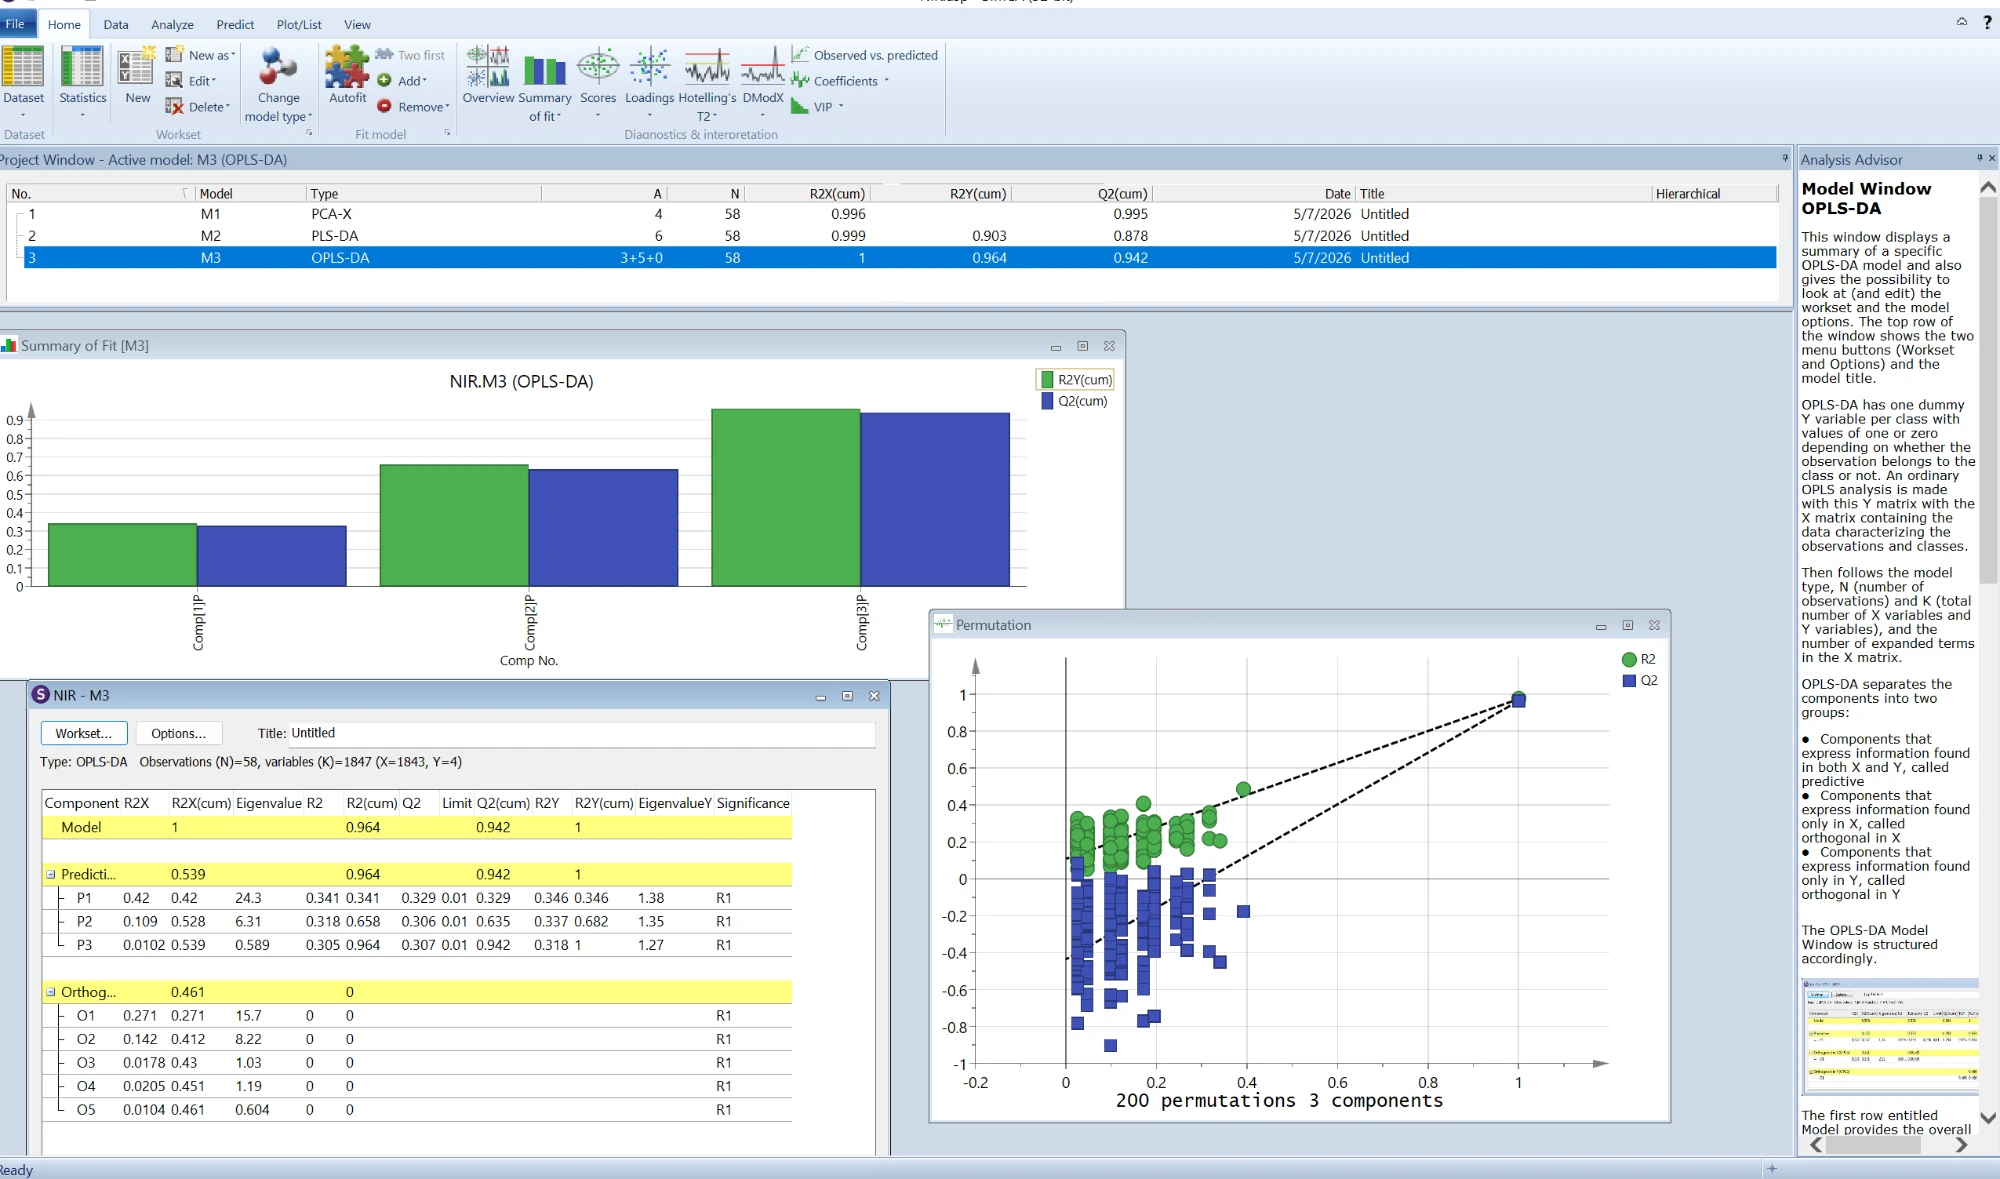 File Home Data Analyze Predict Plot/List View
New as Two first Observed vs. predicted
Edit Add Coefficients
Dataset Statistics New Delete Change model type Autofit Remove Overview Summary of fit Scores Loadings Hotelling's T2 DModX VIP
Dataset Workset Fit model Diagnostics & interpretation
Project Window - Active model: M3 (OPLS-DA)
No. Model Type A N R2X(cum) R2Y(cum) Q2(cum) Date Title Hierarchical
1 M1 PCA-X 4 58 0.996 0.995 5/7/2026 Untitled
2 M2 PLS-DA 6 58 0.999 0.903 0.878 5/7/2026 Untitled
3 M3 OPLS-DA 3+5+0 58 1 0.964 0.942 5/7/2026 Untitled
Summary of Fit [M3]
NIR.M3 (OPLS-DA)
R2Y(cum)
Q2(cum)
0.9
0.8
0.7
0.6
0.5
0.4
0.3
0.2
0.1
0
Comp[1]P Comp[2]P Comp[3]P
Comp No.
NIR - M3
Workset... Options... Title: Untitled
Type: OPLS-DA Observations (N)=58, variables (K)=1847 (X=1843, Y=4)
Component R2X R2X(cum) Eigenvalue R2 R2(cum) Q2 Limit Q2(cum) R2Y R2Y(cum) EigenvalueY Significance
Model 1 0.964 0.942 1
Predicti... 0.539 0.964 0.942 1
P1 0.42 0.42 24.3 0.341 0.341 0.329 0.01 0.329 0.346 0.346 1.38 R1
P2 0.109 0.528 6.31 0.318 0.658 0.306 0.01 0.635 0.337 0.682 1.35 R1
P3 0.0102 0.539 0.589 0.305 0.964 0.307 0.01 0.942 0.318 1 1.27 R1
Orthog... 0.461 0
O1 0.271 0.271 15.7 0 0 R1
O2 0.142 0.412 8.22 0 0 R1
O3 0.0178 0.43 1.03 0 0 R1
O4 0.0205 0.451 1.19 0 0 R1
O5 0.0104 0.461 0.604 0 0 R1
Permutation
R2
Q2
1
0.8
0.6
0.4
0.2
0
-0.2
-0.4
-0.6
-0.8
-1
-0.2 0 0.2 0.4 0.6 0.8 1
200 permutations 3 components
Analysis Advisor
Model Window
OPLS-DA
This window displays a
summary of a specific
OPLS-DA model and also
gives the possibility to
look at (and edit) the
workset and the model
options. The top row of
the window shows the two
menu buttons (Workset
and Options) and the
model title.
OPLS-DA has one dummy
Y variable per class with
values of one or zero
depending on whether the
observation belongs to the
class or not. An ordinary
OPLS analysis is made
with this Y matrix with the
X matrix containing the
data characterizing the
observations and classes.
Then follows the model
type, N (number of
observations) and K (total
number of X variables and
Y variables), and the
number of expanded terms
in the X matrix.
OPLS-DA separates the
components into two
groups:
● Components that
express information found
in both X and Y, called
predictive
● Components that
express information found
only in X, called
orthogonal in X
● Components that
express information found
only in Y, called
orthogonal in Y
The OPLS-DA Model
Window is structured
accordingly.
The first row entitled
Model provides the overall
Ready